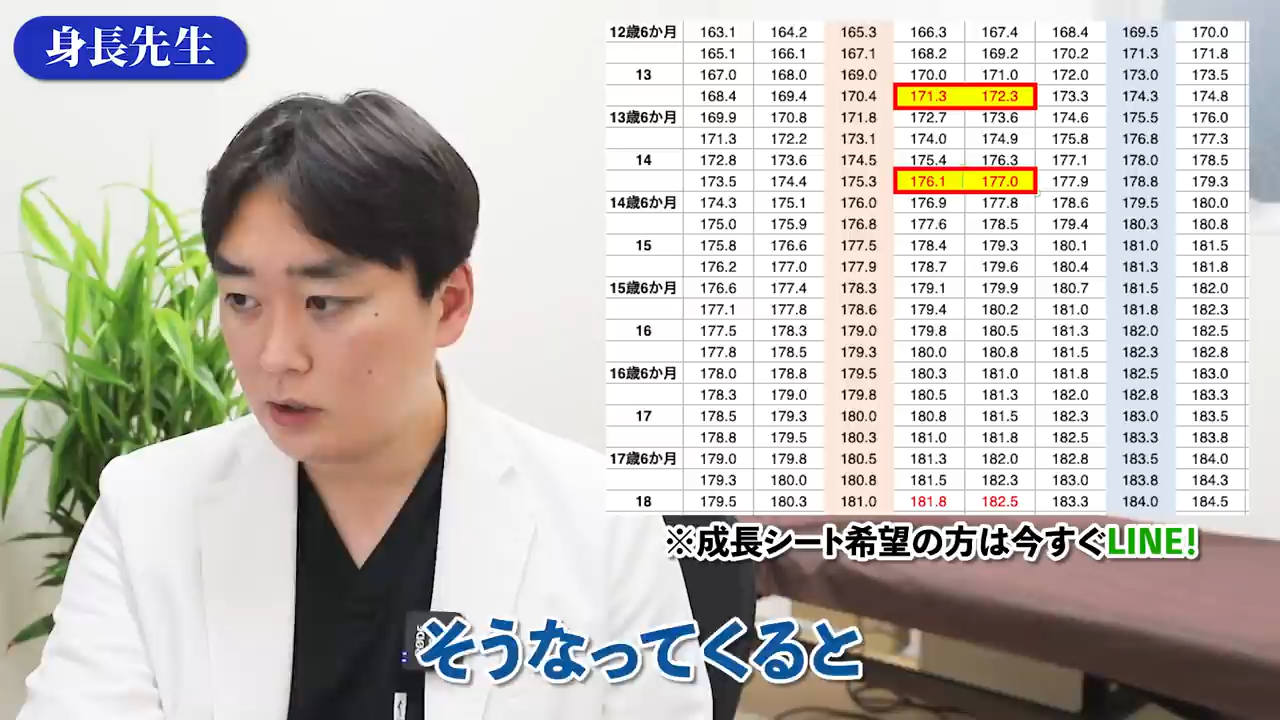 身長先生
12歳6か月 163.1 164.2 165.3 166.3 167.4 168.4 169.5 170.0
165.1 166.1 167.1 168.2 169.2 170.2 171.3 171.8
13 167.0 168.0 169.0 170.0 171.0 172.0 173.0 173.5
168.4 169.4 170.4 171.3 172.3 173.3 174.3 174.8
13歳6か月 169.9 170.8 171.8 172.7 173.6 174.6 175.5 176.0
171.3 172.2 173.1 174.0 174.9 175.8 176.8 177.3
14 172.8 173.6 174.5 175.4 176.3 177.1 178.0 178.5
173.5 174.4 175.3 176.1 177.0 177.9 178.8 179.3
14歳6か月 174.3 175.1 176.0 176.9 177.8 178.6 179.5 180.0
175.0 175.9 176.8 177.6 178.5 179.4 180.3 180.8
15 175.8 176.6 177.5 178.4 179.3 180.1 181.0 181.5
176.2 177.0 177.9 178.7 179.6 180.4 181.3 181.8
15歳6か月 176.6 177.4 178.3 179.1 179.9 180.7 181.5 182.0
177.1 177.8 178.6 179.4 180.2 181.0 181.8 182.3
16 177.5 178.3 179.0 179.8 180.5 181.3 182.0 182.5
177.8 178.5 179.3 180.0 180.8 181.5 182.3 182.8
16歳6か月 178.0 178.8 179.5 180.3 181.0 181.8 182.5 183.0
178.3 179.0 179.8 180.5 181.3 182.0 182.8 183.3
17 178.5 179.3 180.0 180.8 181.5 182.3 183.0 183.5
178.8 179.5 180.3 181.0 181.8 182.5 183.3 183.8
17歳6か月 179.0 179.8 180.5 181.3 182.0 182.8 183.5 184.0
179.3 180.0 180.8 181.5 182.3 183.0 183.8 184.3
18 179.5 180.3 181.0 181.8 182.5 183.3 184.0 184.5
※成長シート希望の方は今すぐLINE!
そうなってくると